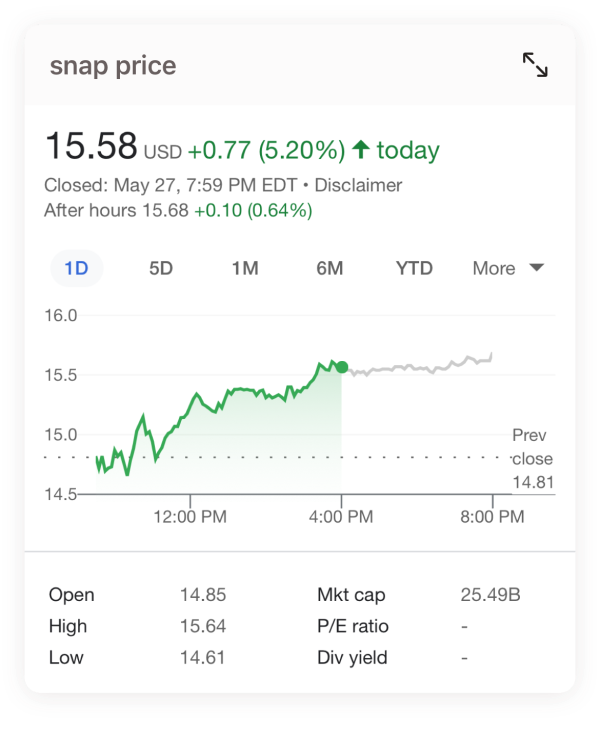 snap price
15.58 USD +0.77 (5.20%) ↑ today
Closed: May 27, 7:59 PM EDT • Disclaimer
After hours 15.68 +0.10 (0.64%)
1D 5D 1M 6M YTD More
16.0
15.5
15.0
14.5
Prev
close
14.81
12:00 PM 4:00 PM 8:00 PM
Open 14.85 Mkt cap 25.49B
High 15.64 P/E ratio -
Low 14.61 Div yield -